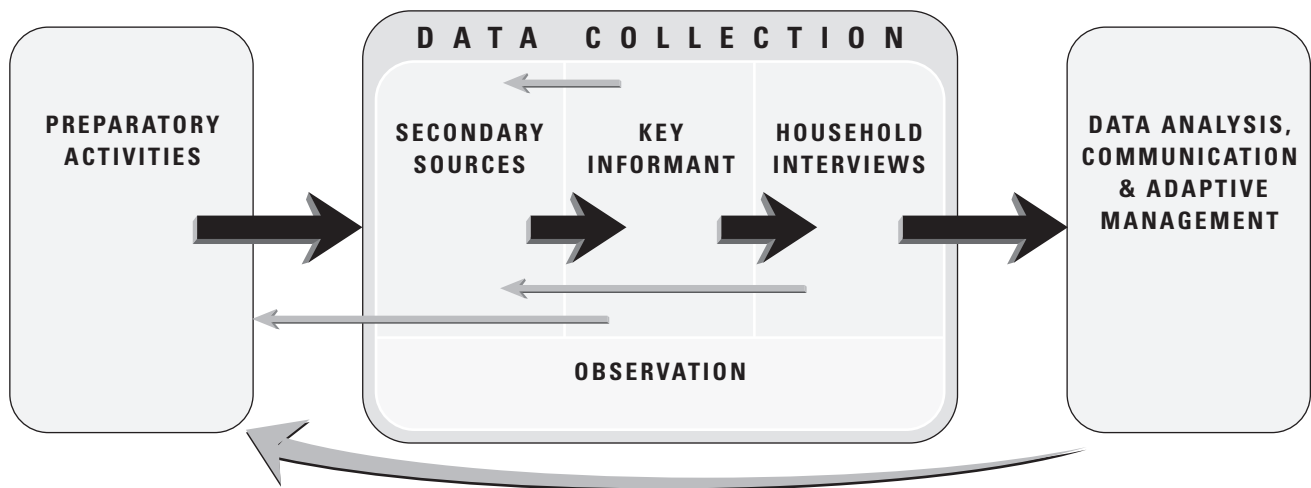 DATA COLLECTION
PREPARATORY
ACTIVITIES
SECONDARY
SOURCES
KEY
INFORMANT
HOUSEHOLD
INTERVIEWS
OBSERVATION
DATA ANALYSIS,
COMMUNICATION
& ADAPTIVE
MANAGEMENT